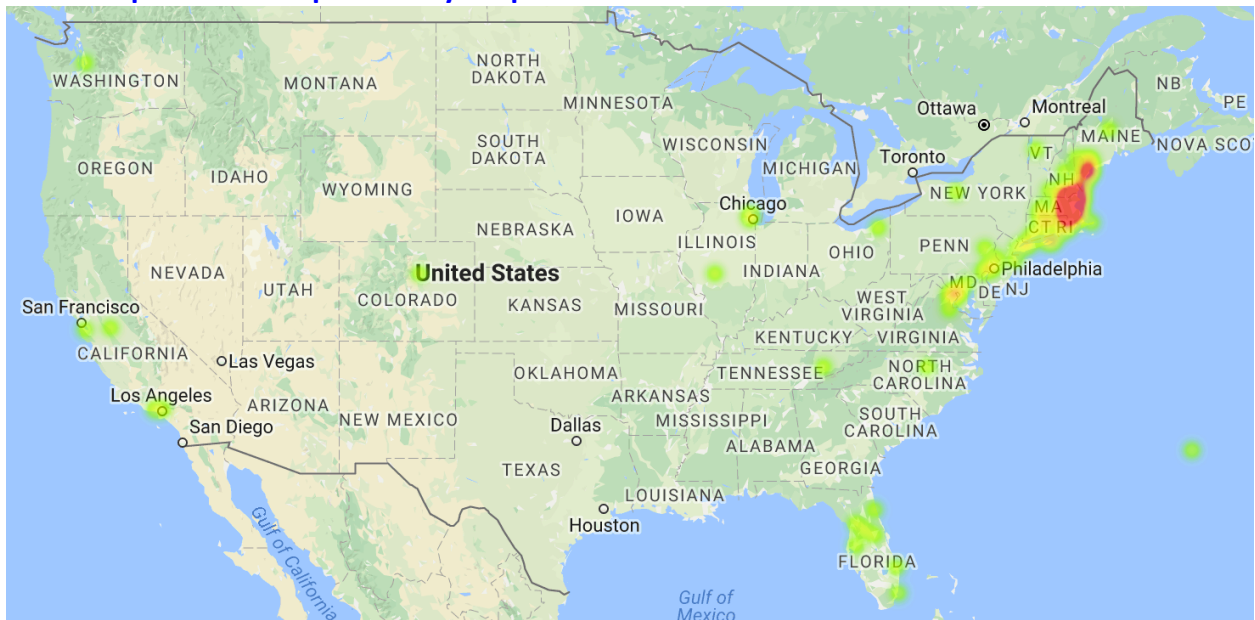 WASHINGTON
MONTANA
NORTH
DAKOTA
MINNESOTA
Ottawa
Montreal
NB
PE
MAINE
NOVA SCO
OREGON
IDAHO
WYOMING
SOUTH
DAKOTA
WISCONSIN
MICHIGAN
Toronto
VT
NH
NEW YORK
MA
CT RI
NEBRASKA
IOWA
Chicago
ILLINOIS
INDIANA
OHIO
PENN
Philadelphia
MD
DE
NJ
NEVADA
UTAH
COLORADO
United States
KANSAS
MISSOURI
WEST
VIRGINIA
KENTUCKY
VIRGINIA
San Francisco
CALIFORNIA
Las Vegas
Los Angeles
San Diego
ARIZONA
NEW MEXICO
OKLAHOMA
ARKANSAS
TENNESSEE
NORTH
CAROLINA
SOUTH
CAROLINA
MISSISSIPPI
ALABAMA
GEORGIA
Dallas
TEXAS
LOUISIANA
Houston
FLORIDA
Gulf of California
Gulf of
Mexico